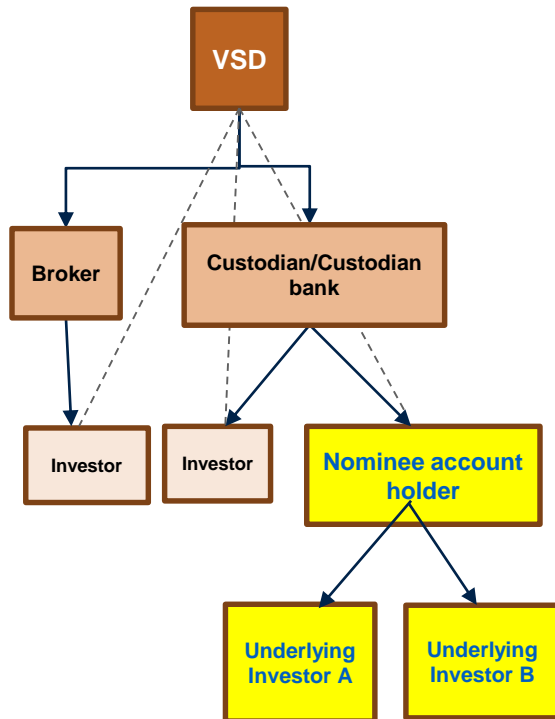 VSD
Broker
Custodian/Custodian
bank
Investor
Investor
Nominee account
holder
Underlying
Investor A
Underlying
Investor B